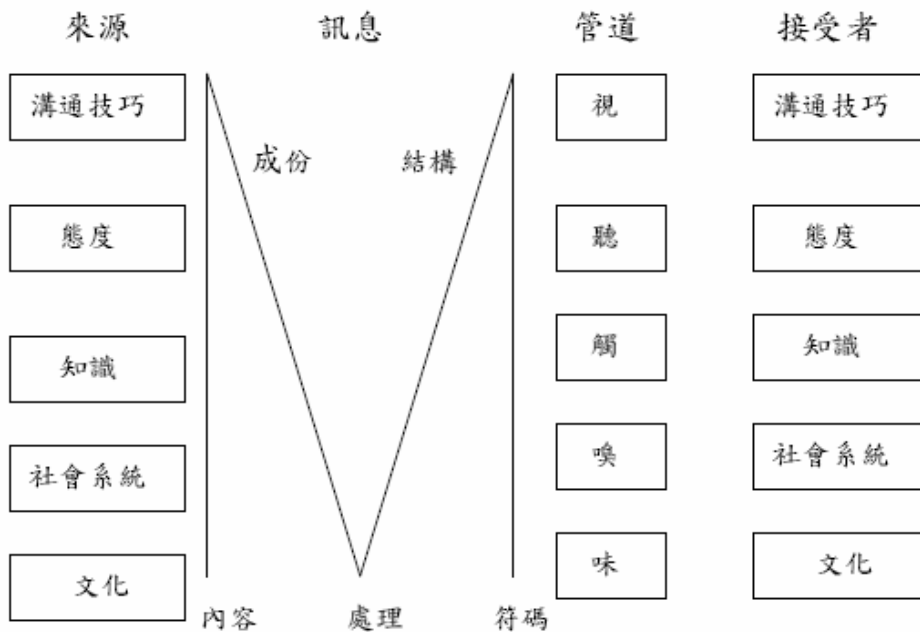 來源 訊息 管道 接受者
溝通技巧 視 溝通技巧
成份 結構
態度 聽 態度
知識 觸 知識
社會系統 嗅 社會系統
文化 味 文化
內容 處理 符碼